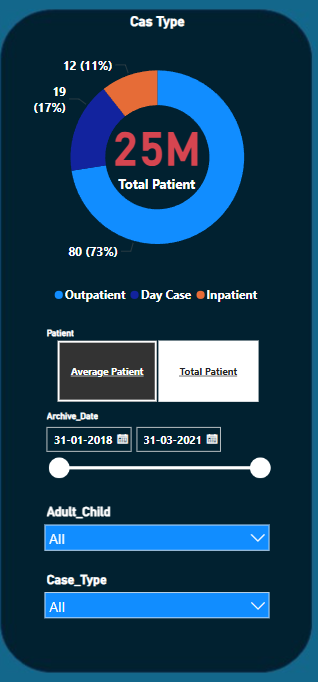 Cas Type
12 (11%)
19
(17%)
25M
Total Patient
80 (73%)
Outpatient Day Case Inpatient
Patient
Average Patient Total Patient
Archive_Date
31-01-2018 31-03-2021
Adult_Child
All
Case_Type
All